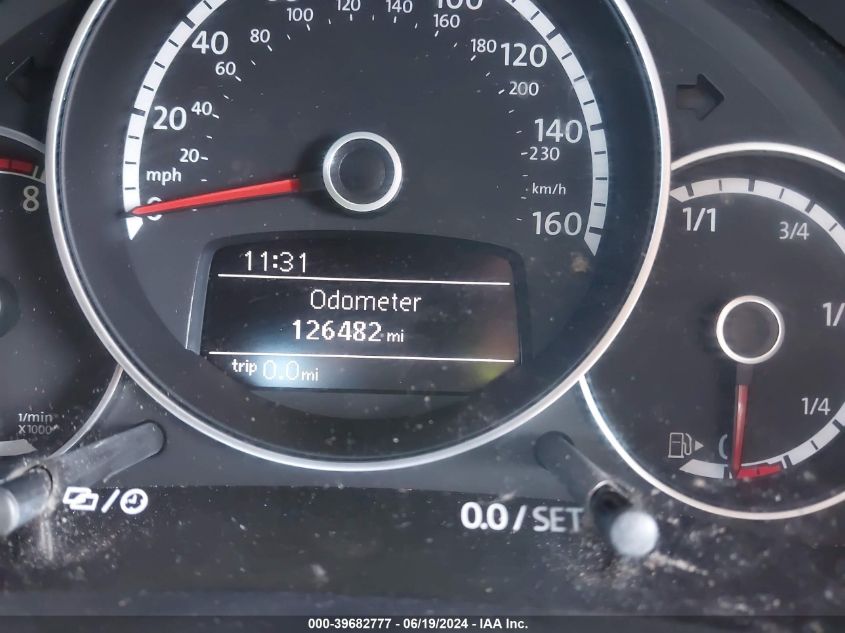 100 120 140 160
80 180
60 200
40 230
20 km/h
40 120
20 140
mph 160
0
8
11:31
Odometer
126482 mi
trip 0.0 mi
1/1
3/4
1/4
0
1/min
X1000
0.0 / SET
000-39682777 - 06/19/2024 - IAA Inc.